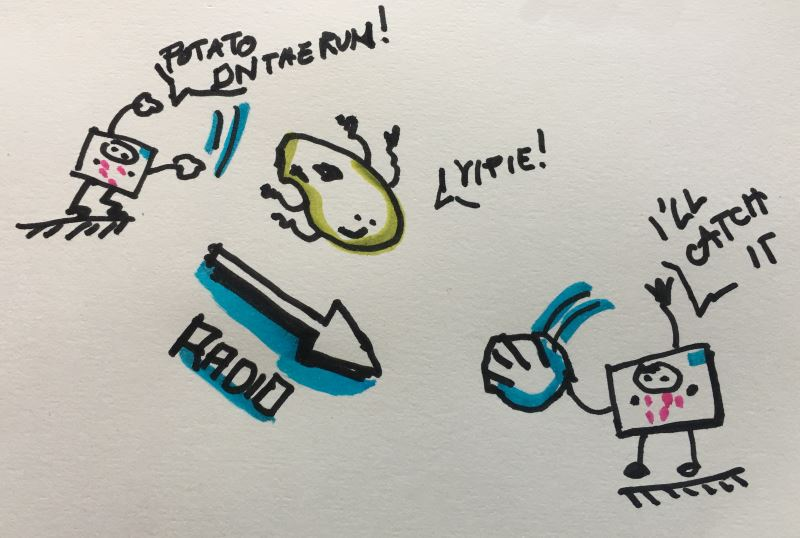 POTATO
ON THE RUN!
YIPIE!
I'LL
CATCH
IT
RADIO